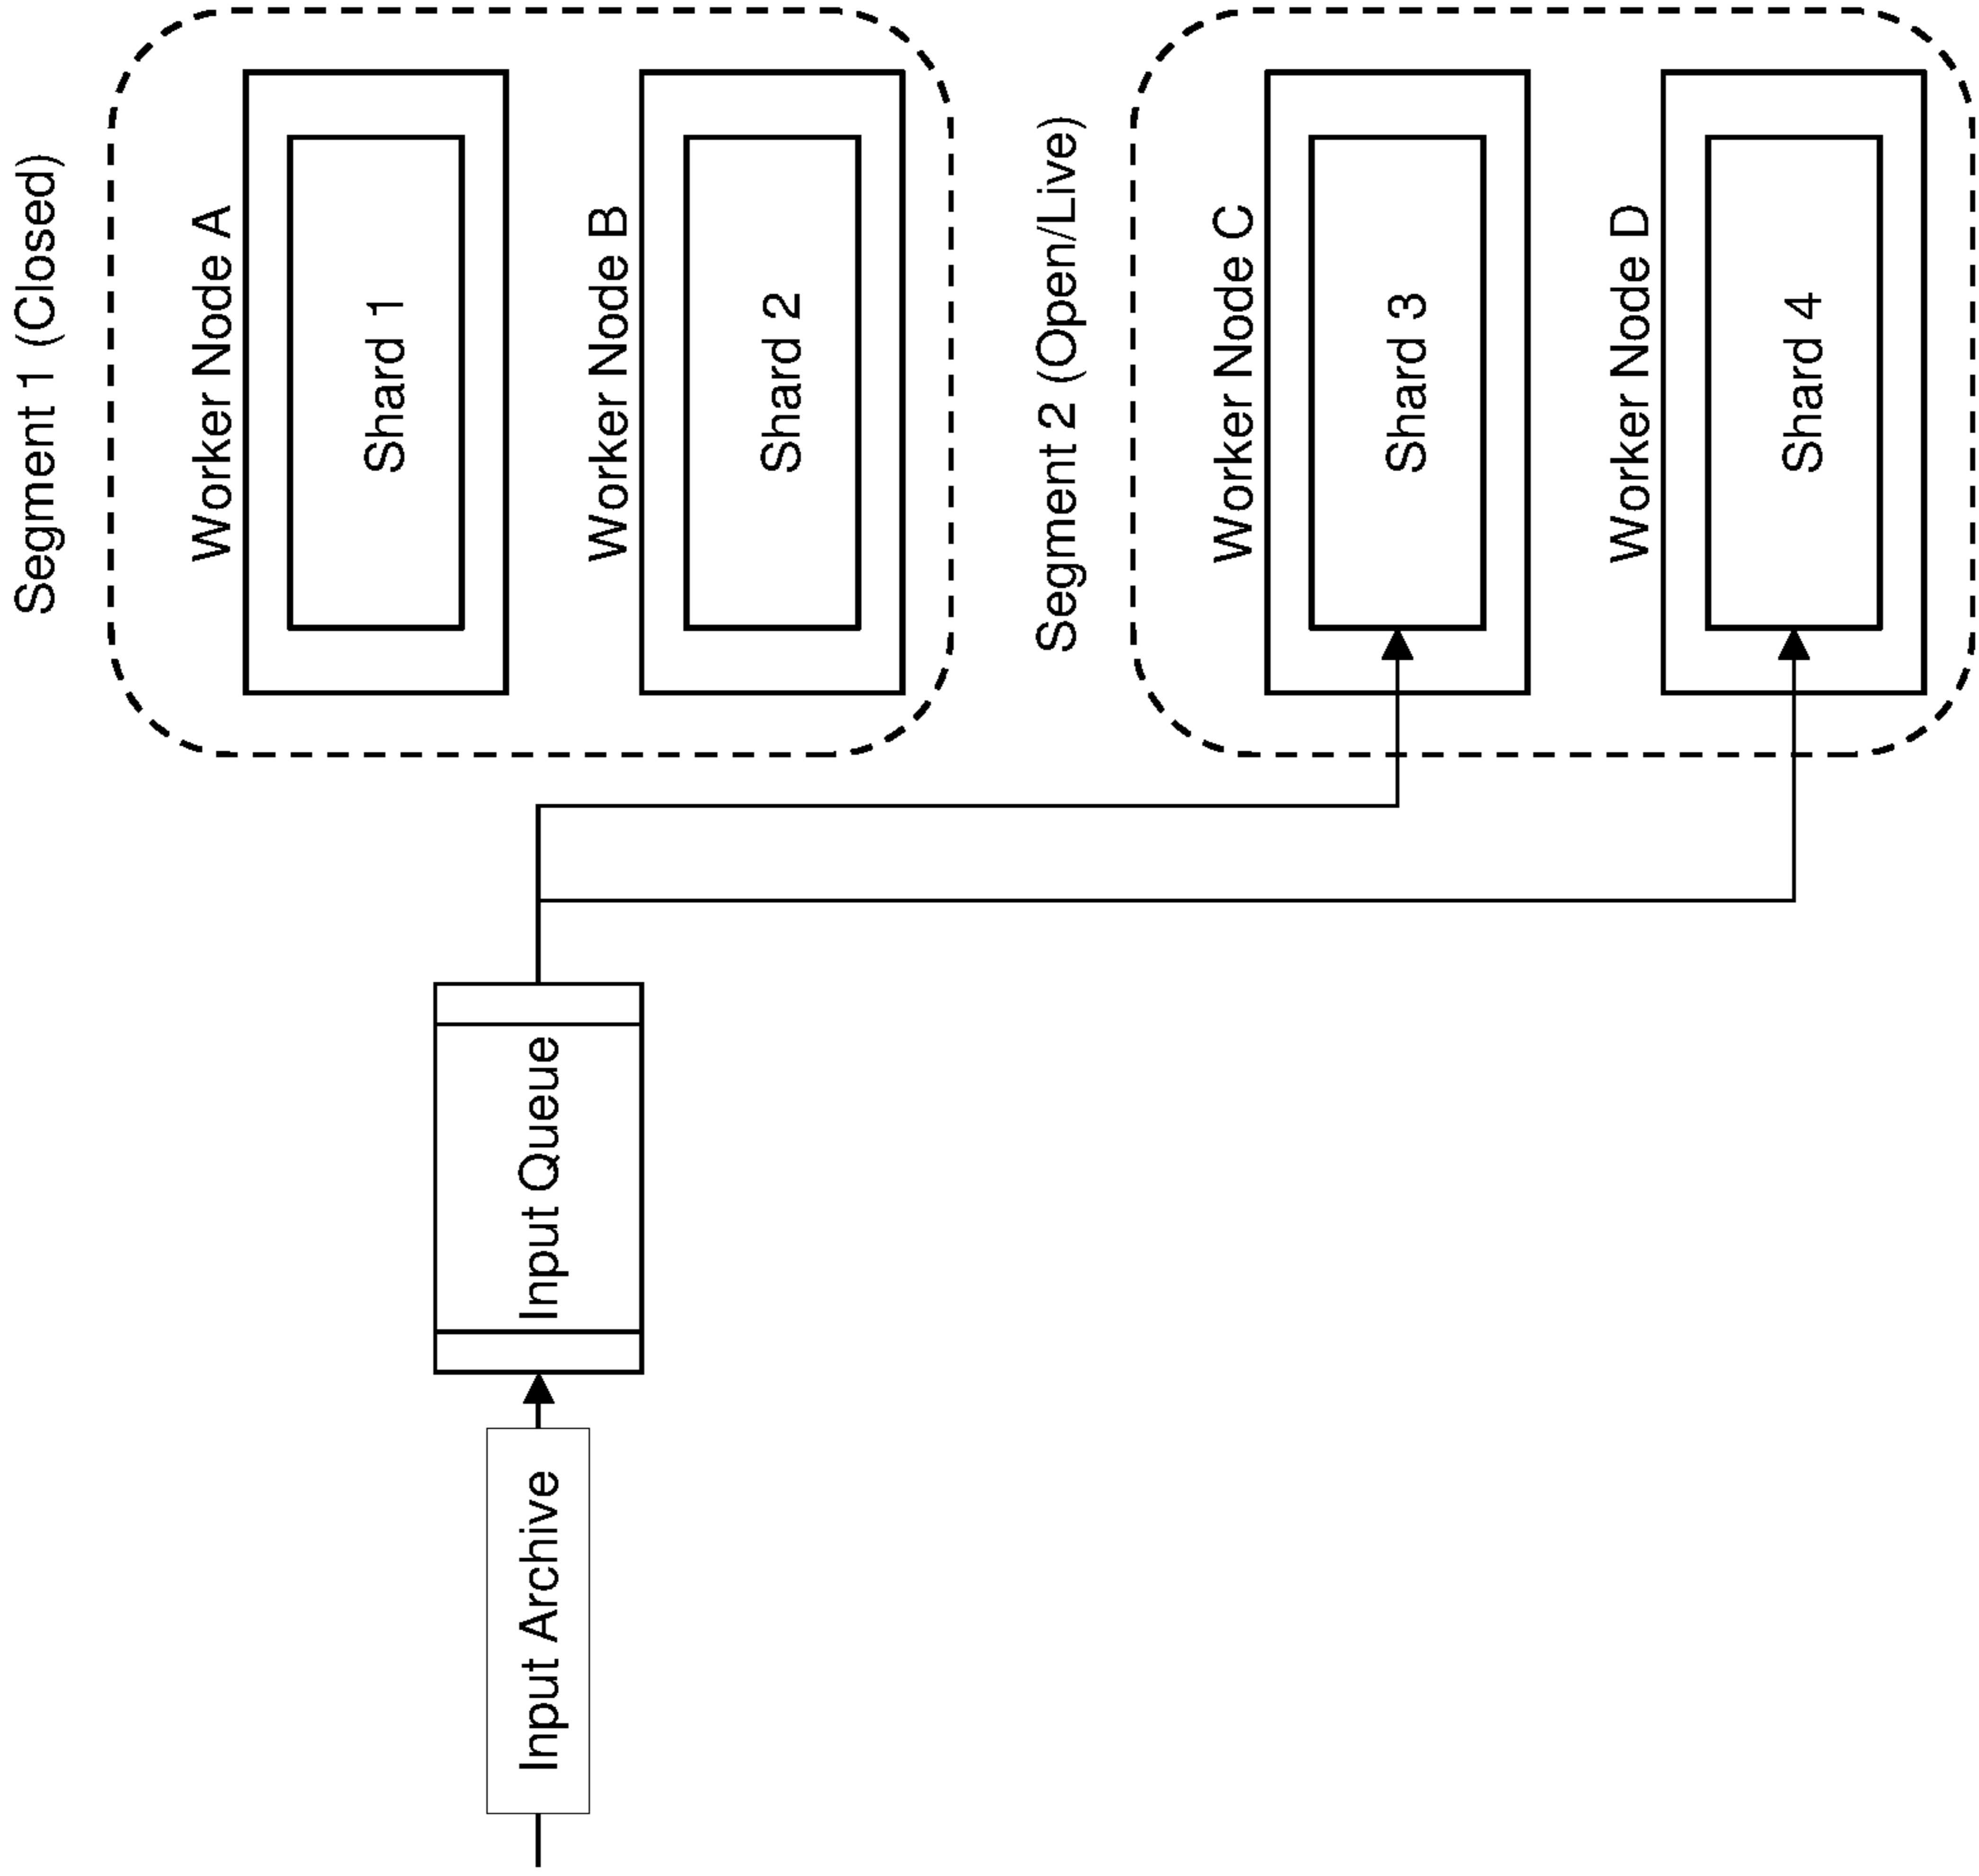 Segment 1 (Closed)
Worker Node A
Shard 1
Worker Node B
Shard 2
Segment 2 (Open/Live)
Worker Node C
Shard 3
Worker Node D
Shard 4
Input Queue
Input Archive